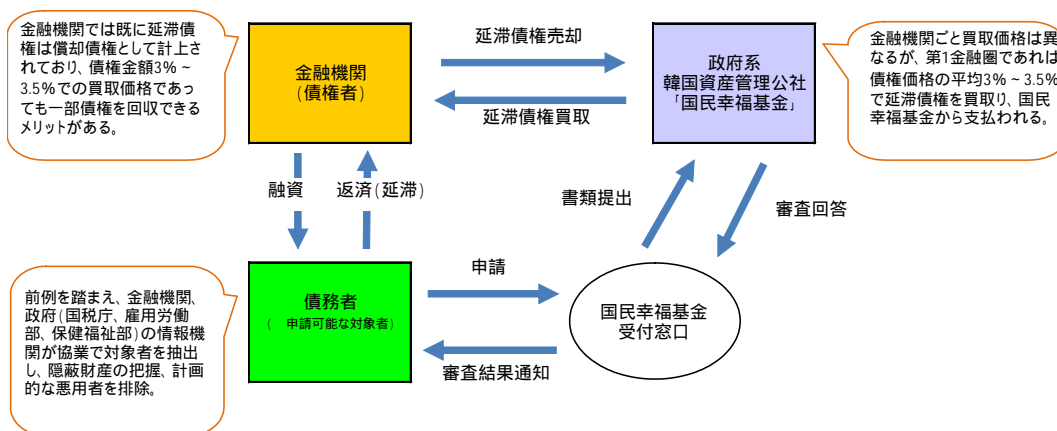 金融機関では既に延滞債
権は償却債権として計上さ
れており、債権金額3%~
3.5%での買取価格であっ
ても一部債権を回収できる
メリットがある。
金融機関
(債権者)
延滞債権売却
延滞債権買取
政府系
韓国資産管理公社
「国民幸福基金」
金融機関ごと買取価格は異
なるが、第1金融圏であれば
債権価格の平均3%~3.5%
で延滞債権を買取り、国民
幸福基金から支払われる。
融資
返済(延滞)
書類提出
審査回答
前例を踏まえ、金融機関、
政府(国税庁、雇用労働
部、保健福祉部)の情報機
関が協業で対象者を抽出
し、隠蔽財産の把握、計画
的な悪用者を排除。
債務者
( 申請可能な対象者)
申請
審査結果通知
国民幸福基金
受付窓口